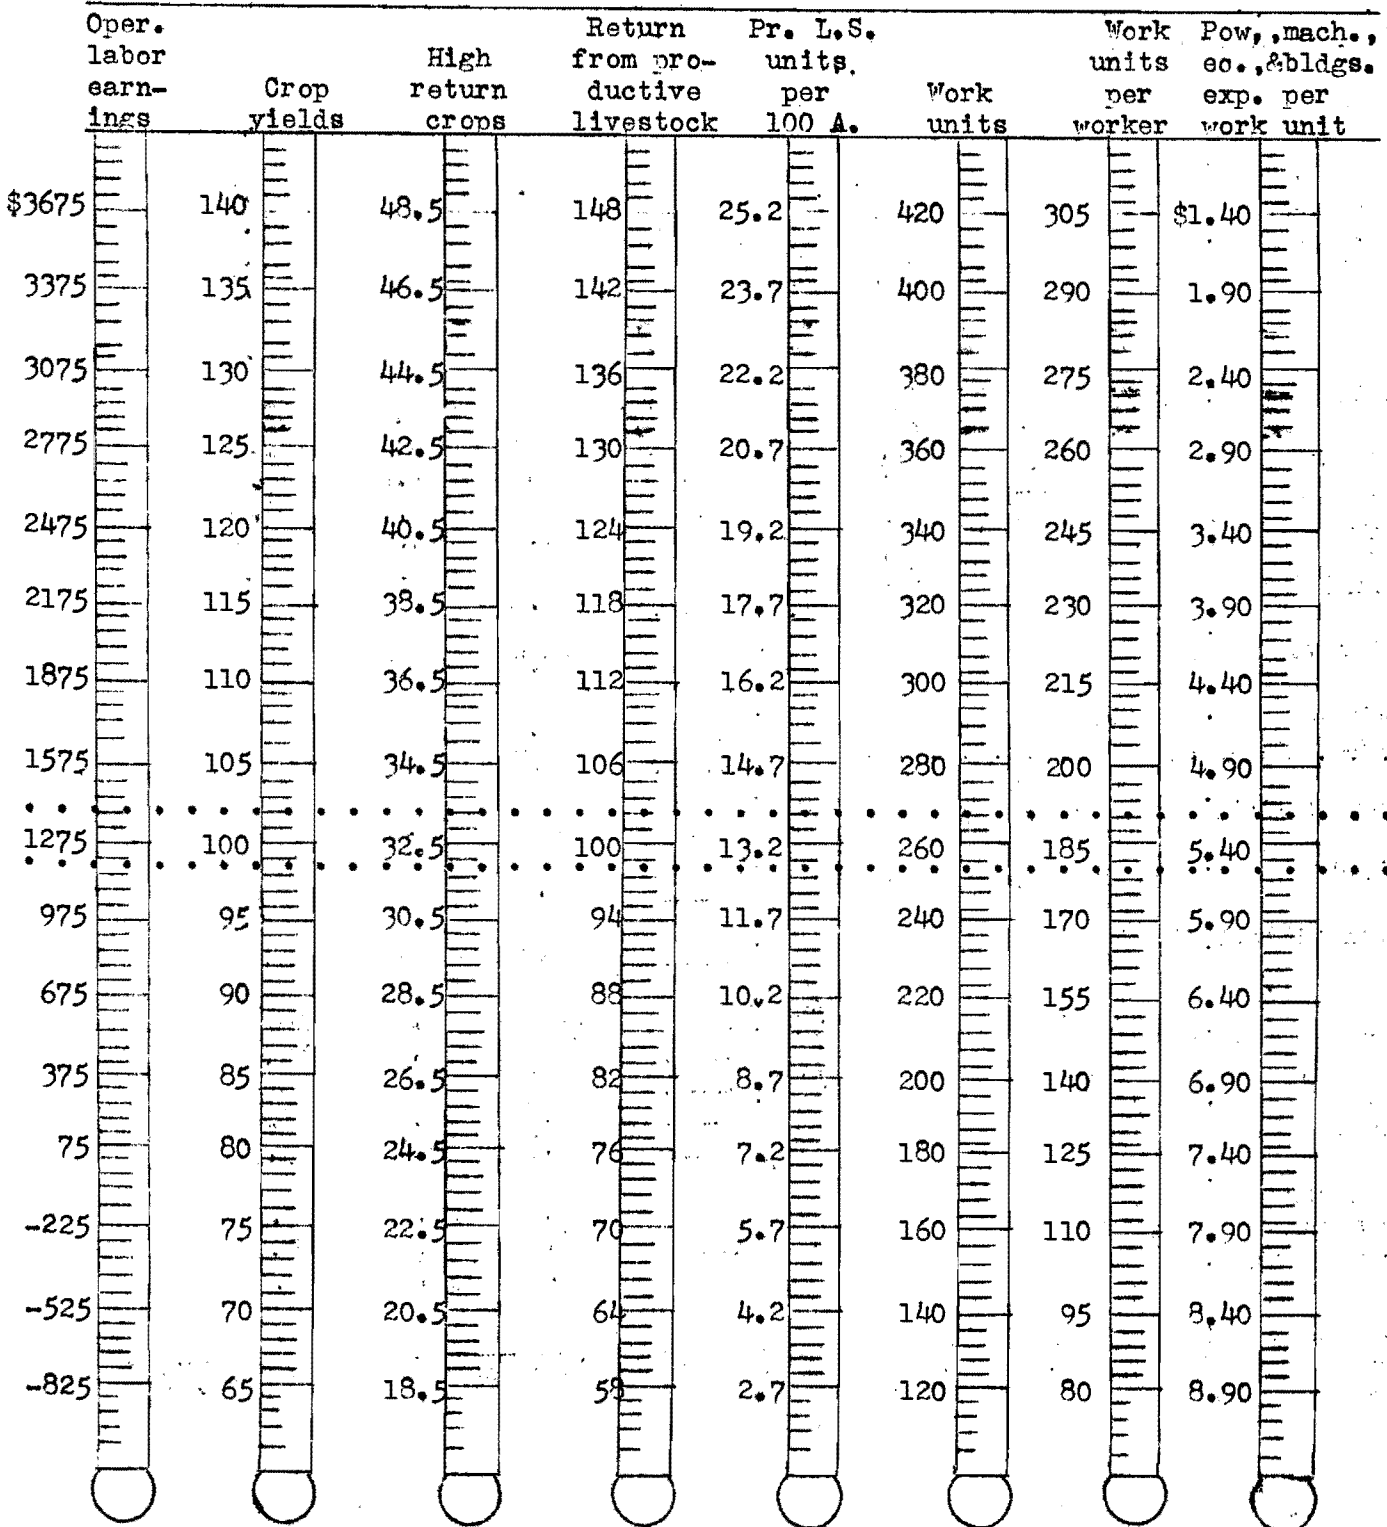 Oper. Return Pr. L.S. Work Pow, ,mach.,
labor High from pro- units, units ec.,&bldgs.
earn- Crop return ductive per Work per exp. per
ings yields crops livestock 100 A. units worker work unit
$3675 140 48.5 148 25.2 420 305 $1.40
3375 135 46.5 142 23.7 400 290 1.90
3075 130 44.5 136 22.2 380 275 2.40
2775 125 42.5 130 20.7 360 260 2.90
2475 120 40.5 124 19.2 340 245 3.40
2175 115 38.5 118 17.7 320 230 3.90
1875 110 36.5 112 16.2 300 215 4.40
1575 105 34.5 106 14.7 280 200 4.90
1275 100 32.5 100 13.2 260 185 5.40
975 95 30.5 94 11.7 240 170 5.90
675 90 28.5 88 10.2 220 155 6.40
375 85 26.5 82 8.7 200 140 6.90
75 80 24.5 76 7.2 180 125 7.40
-225 75 22.5 70 5.7 160 110 7.90
-525 70 20.5 64 4.2 140 95 8.40
-825 65 18.5 58 2.7 120 80 8.90